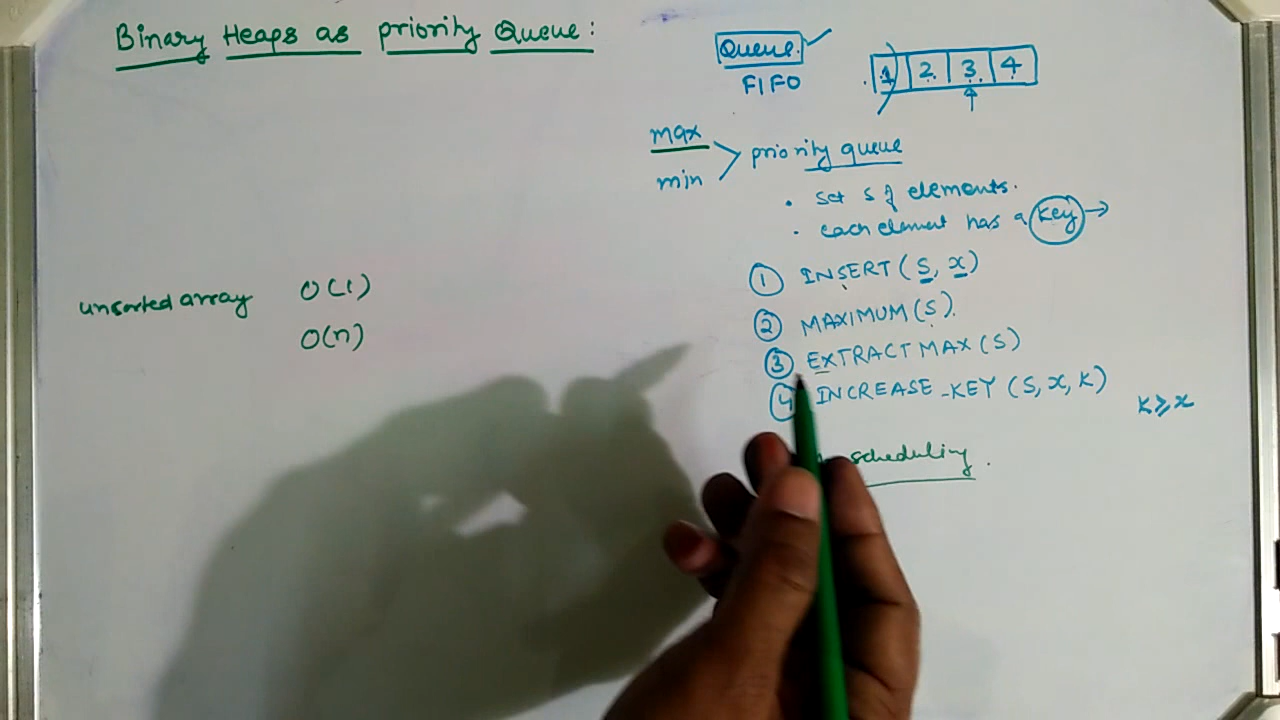 Binary Heaps as priority Queue:
Queue.
FIFO
1 2 3 4
max
min
priority queue
• set S of elements.
• each element has a key →
① INSERT (S, x)
② MAXIMUM (S).
③ EXTRACT MAX (S)
④ INCREASE_KEY (S, x, K)
K ≥ x
scheduling.
unsorted array O(1)
O(n)